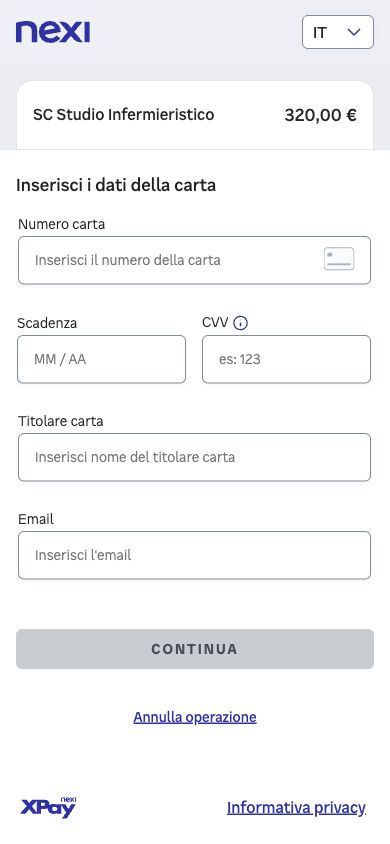 nexi
IT
SC Studio Infermieristico 320,00 €
Inserisci i dati della carta
Numero carta
Inserisci il numero della carta
Scadenza CVV
MM / AA es: 123
Titolare carta
Inserisci nome del titolare carta
Email
Inserisci l'email
CONTINUA
Annulla operazione
XPay nexi
Informativa privacy